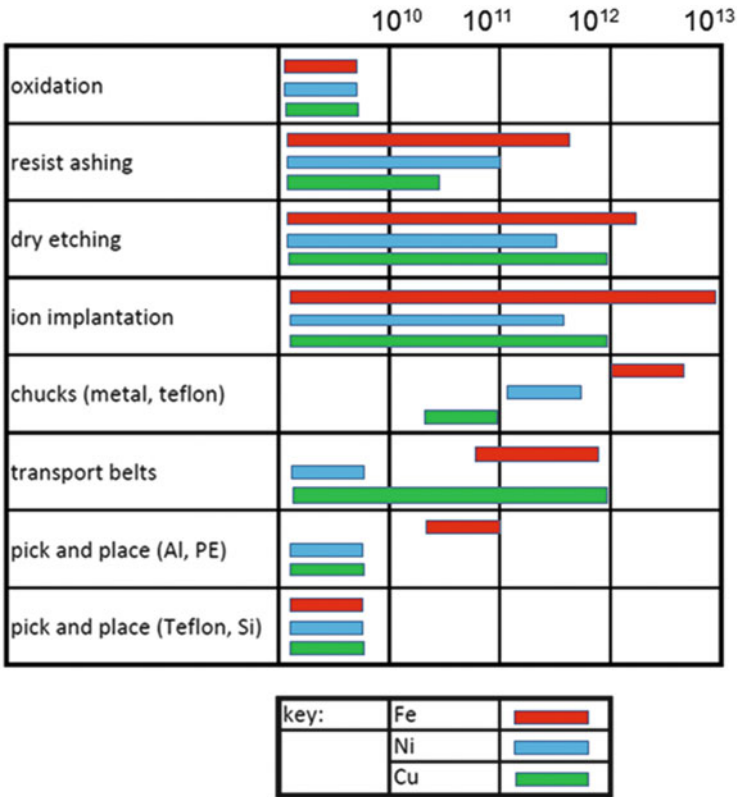 10¹⁰ 10¹¹ 10¹² 10¹³
oxidation
resist ashing
dry etching
ion implantation
chucks (metal, teflon)
transport belts
pick and place (Al, PE)
pick and place (Teflon, Si)
key: Fe
Ni
Cu